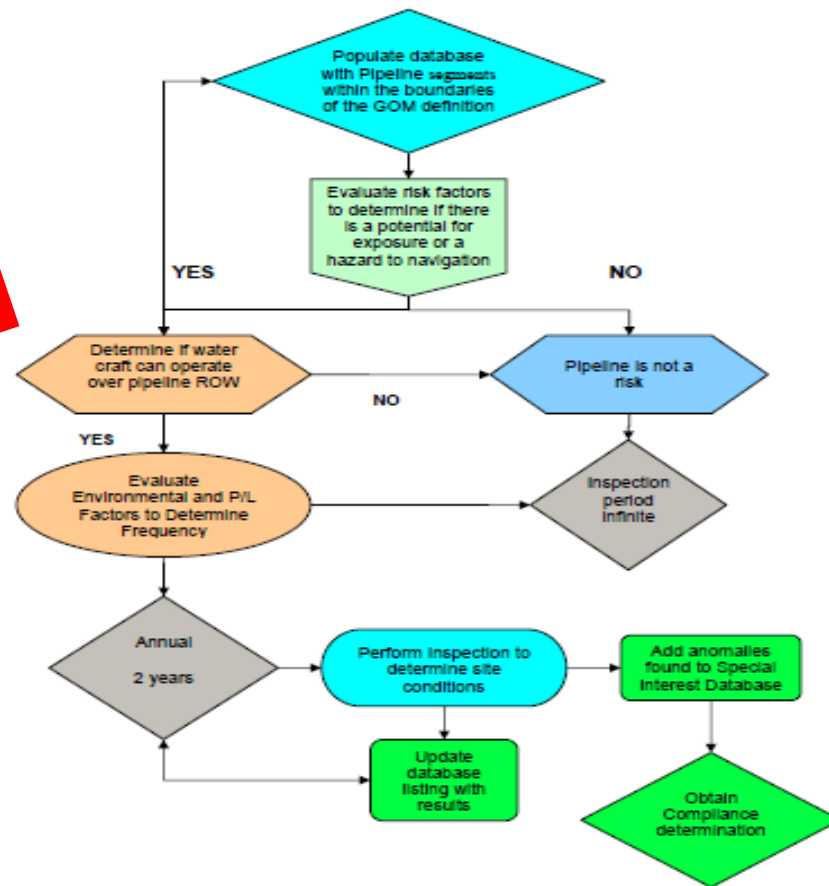 Populate database
with Pipeline segments
within the boundaries
of the GOM definition
Evaluate risk factors
to determine if there
is a potential for
exposure or a
hazard to navigation
YES
NO
Determine if water
craft can operate
over pipeline ROW
NO
Pipeline is not a
risk
YES
Evaluate
Environmental and P/L
Factors to Determine
Frequency
Inspection
period
infinite
Annual
2 years
Perform inspection to
determine site
conditions
Add anomalies
found to Special
Interest Database
Update
database
listing with
results
Obtain
Compliance
determination